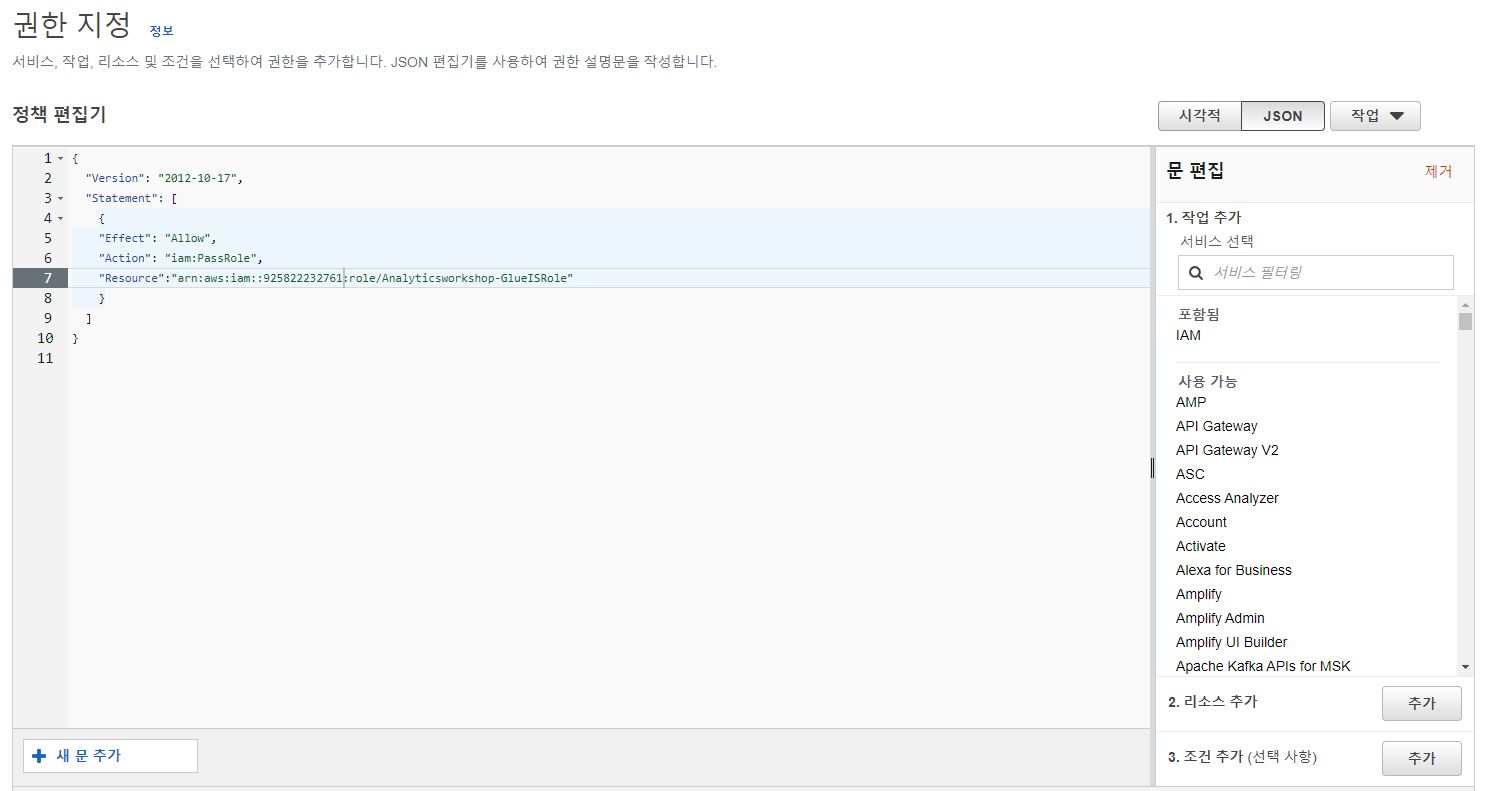 권한 지정 정보
서비스, 작업, 리소스 및 조건을 선택하여 권한을 추가합니다. JSON 편집기를 사용하여 권한 설명문을 작성합니다.
정책 편집기
시각적 JSON 작업
1 {
2 "Version": "2012-10-17",
3 "Statement": [
4 {
5 "Effect": "Allow",
6 "Action": "iam:PassRole",
7 "Resource":"arn:aws:iam::925822232761:role/Analyticsworkshop-GlueISRole"
8 }
9 ]
10 }
11
새 문 추가
문 편집 제거
1. 작업 추가
서비스 선택
서비스 필터링
포함됨
IAM
사용 가능
AMP
API Gateway
API Gateway V2
ASC
Access Analyzer
Account
Activate
Alexa for Business
Amplify
Amplify Admin
Amplify UI Builder
Apache Kafka APIs for MSK
2. 리소스 추가 추가
3. 조건 추가 (선택 사항) 추가